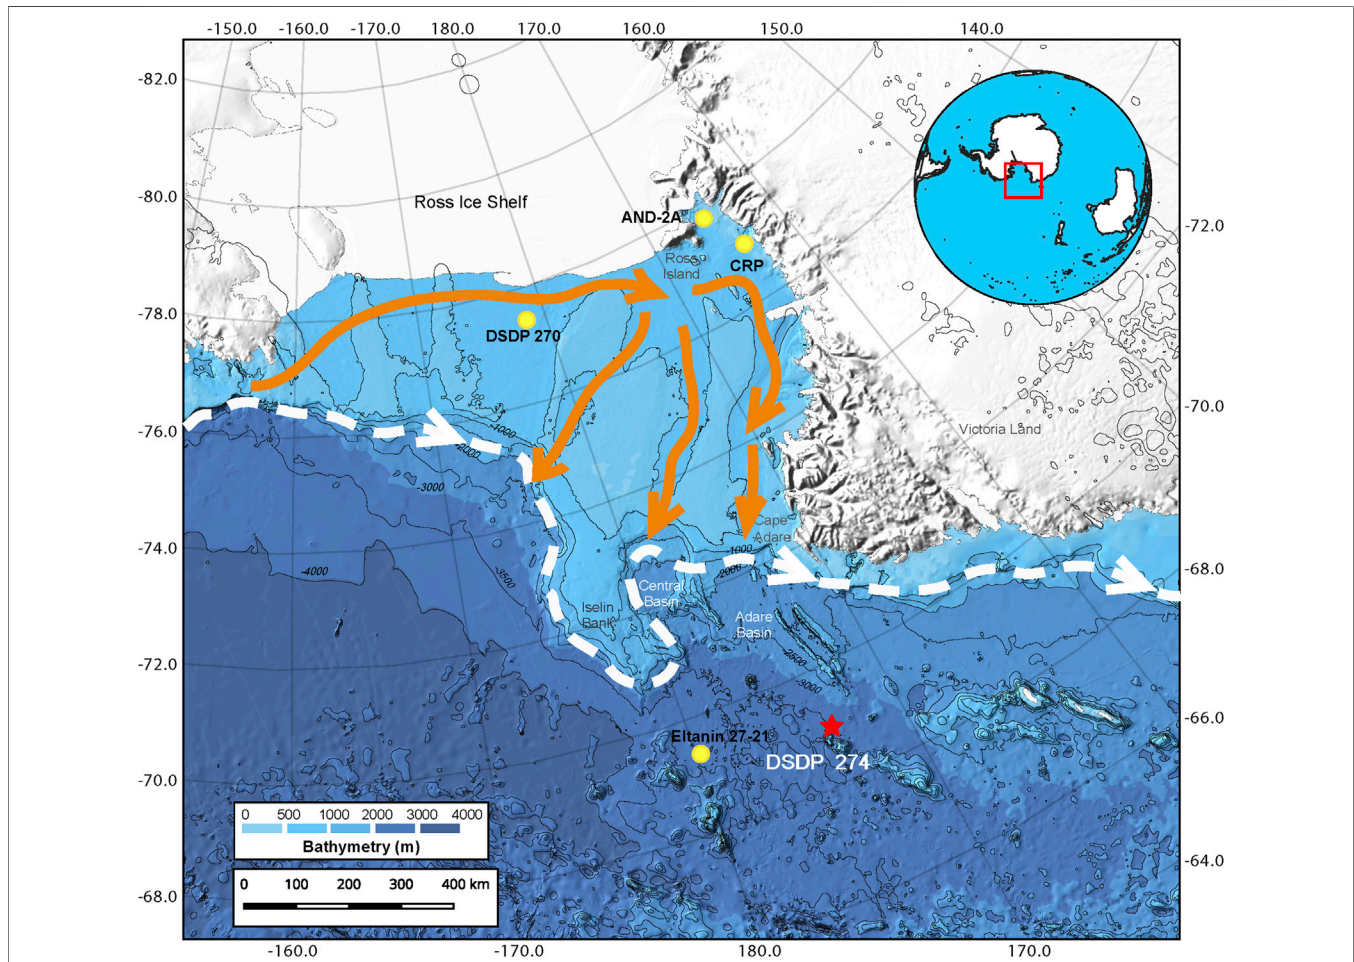 -150.0 -160.0 -170.0 180.0 170.0 160.0 150.0 140.0
-82.0
-80.0
Ross Ice Shelf
AND-2A
-72.0
Ross
Island
CRP
-78.0
DSDP 270
-70.0
-76.0
-1000
Victoria Land
-2000
-3000
Cape
Adare
-74.0
-1000
-2000
-3500
-4000
-68.0
Central
Basin
Iselin
Bank
Adare
Basin
-2500
-72.0
-3000
-66.0
Eltanin 27-21
DSDP 274
-70.0
0 500 1000 2000 3000 4000
Bathymetry (m)
-64.0
0 100 200 300 400 km
-68.0
-160.0 -170.0 180.0 170.0